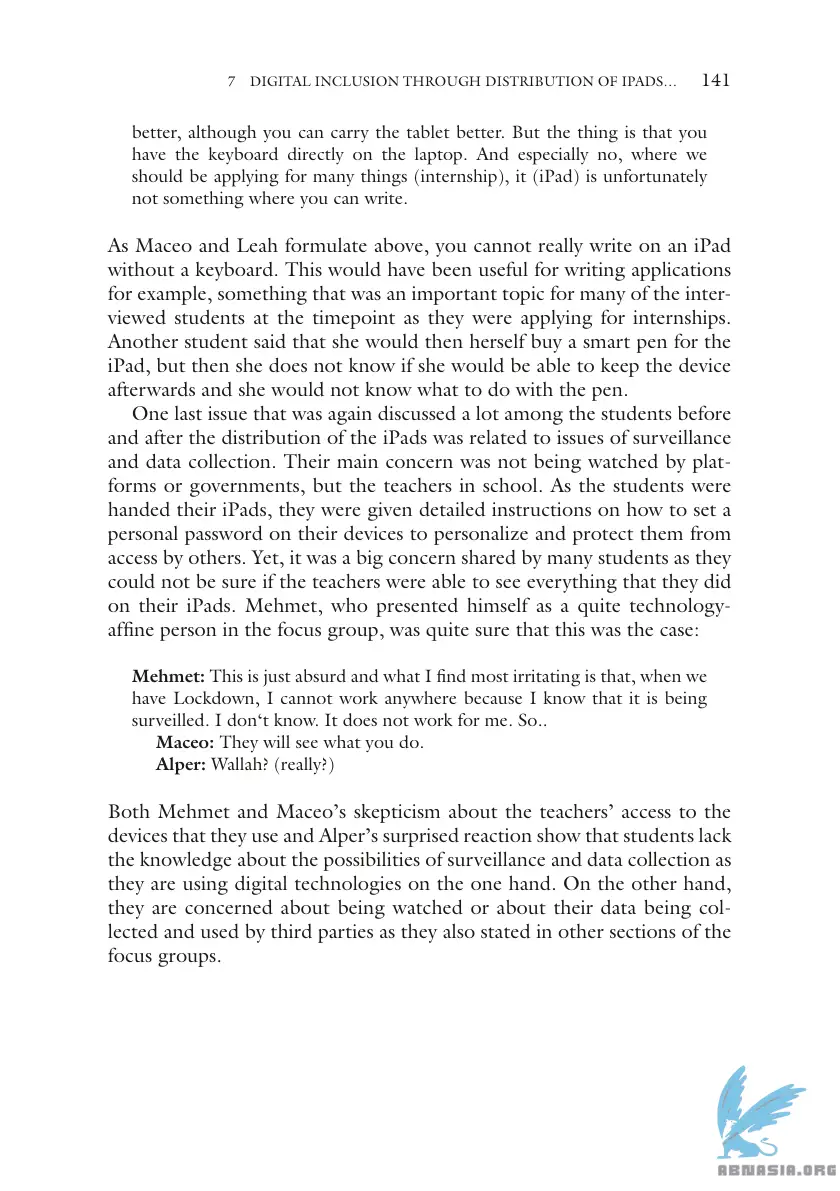 7 DIGITAL INCLUSION THROUGH DISTRIBUTION OF IPADS... 141
better, although you can carry the tablet better. But the thing is that you
have the keyboard directly on the laptop. And especially no, where we
should be applying for many things (internship), it (iPad) is unfortunately
not something where you can write.
As Maceo and Leah formulate above, you cannot really write on an iPad
without a keyboard. This would have been useful for writing applications
for example, something that was an important topic for many of the inter-
viewed students at the timepoint as they were applying for internships.
Another student said that she would then herself buy a smart pen for the
iPad, but then she does not know if she would be able to keep the device
afterwards and she would not know what to do with the pen.
One last issue that was again discussed a lot among the students before
and after the distribution of the iPads was related to issues of surveillance
and data collection. Their main concern was not being watched by plat-
forms or governments, but the teachers in school. As the students were
handed their iPads, they were given detailed instructions on how to set a
personal password on their devices to personalize and protect them from
access by others. Yet, it was a big concern shared by many students as they
could not be sure if the teachers were able to see everything that they did
on their iPads. Mehmet, who presented himself as a quite technology-
affine person in the focus group, was quite sure that this was the case:
Mehmet: This is just absurd and what I find most irritating is that, when we
have Lockdown, I cannot work anywhere because I know that it is being
surveilled. I don‘t know. It does not work for me. So..
Maceo: They will see what you do.
Alper: Wallah? (really?)
Both Mehmet and Maceo’s skepticism about the teachers’ access to the
devices that they use and Alper’s surprised reaction show that students lack
the knowledge about the possibilities of surveillance and data collection as
they are using digital technologies on the one hand. On the other hand,
they are concerned about being watched or about their data being col-
lected and used by third parties as they also stated in other sections of the
focus groups.
ABNASIA.ORG